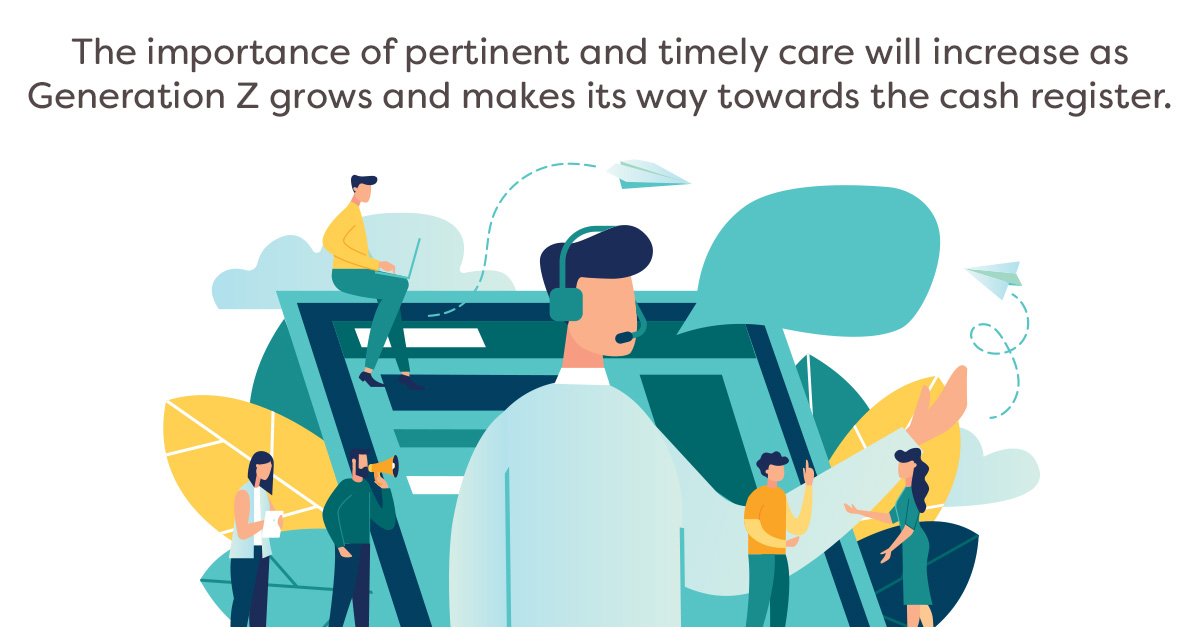 The importance of pertinent and timely care will increase as
Generation Z grows and makes its way towards the cash register.